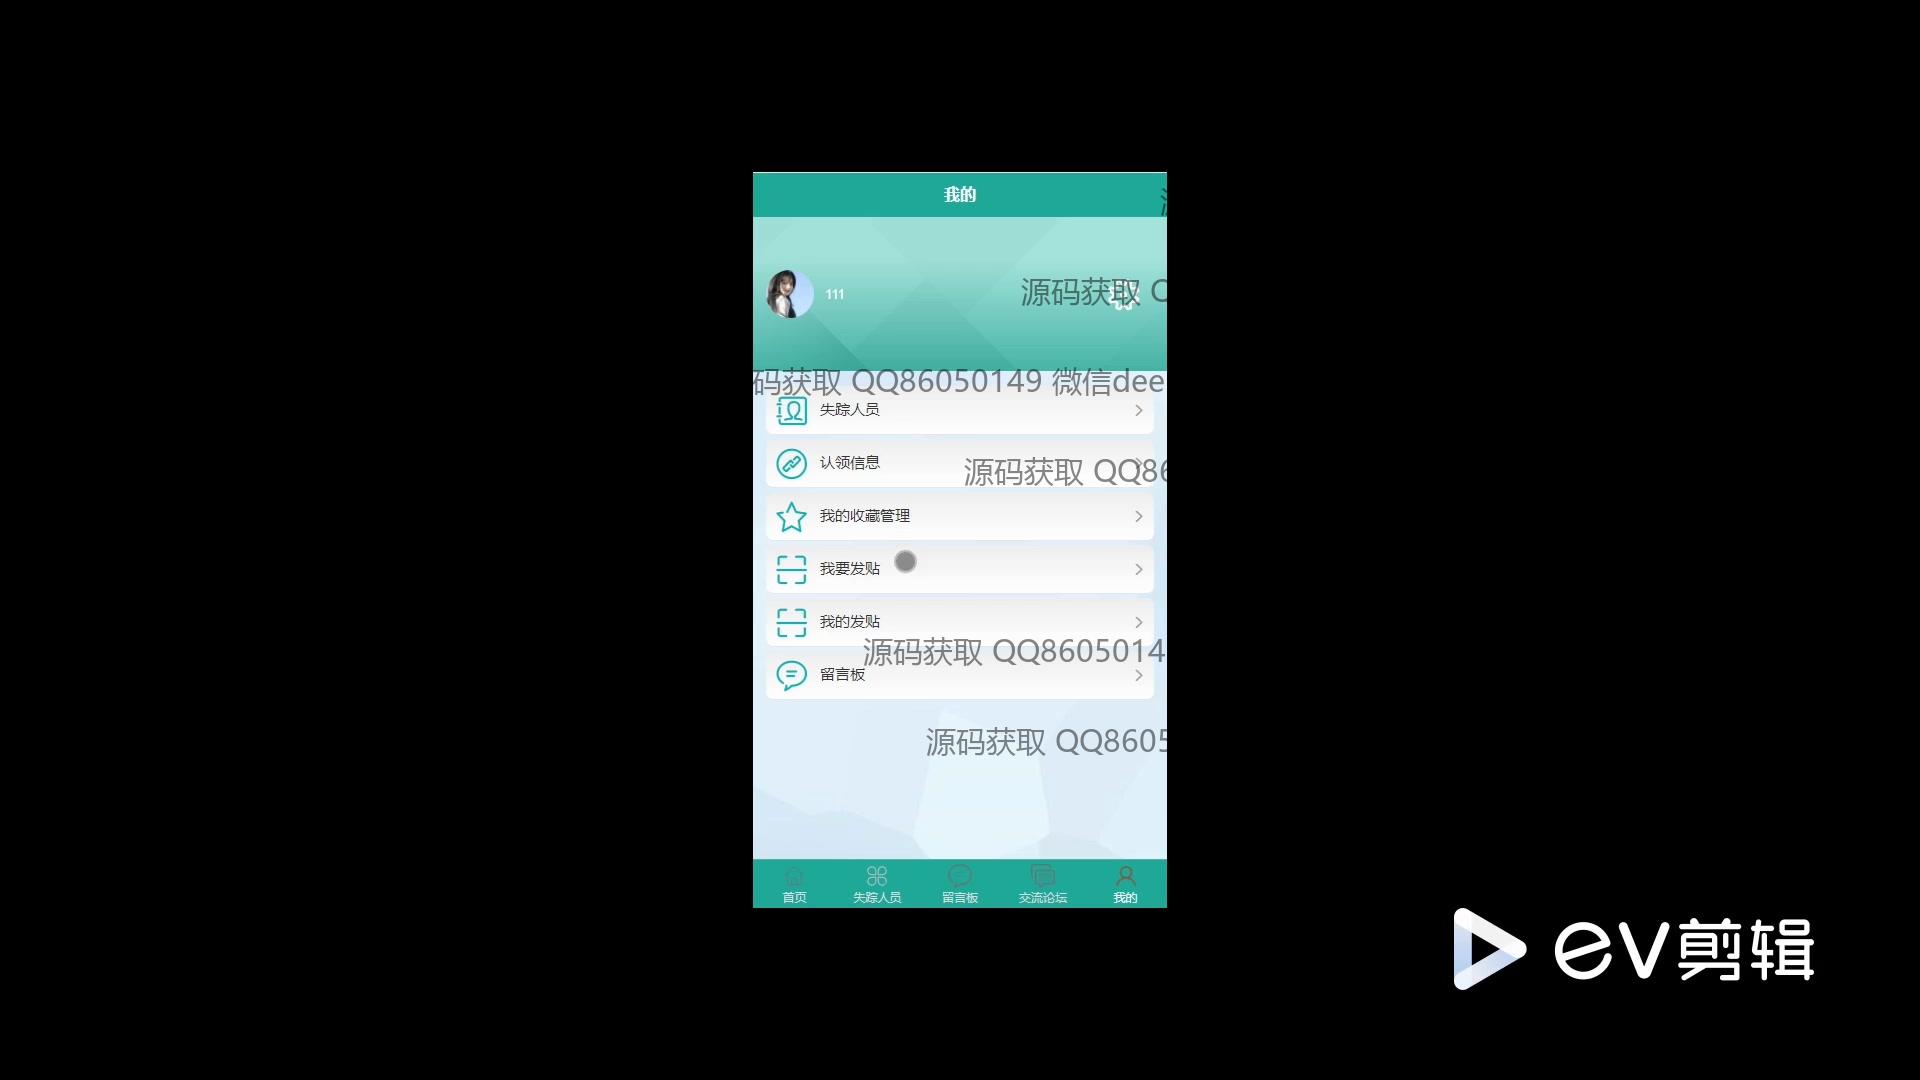 我的
111
源码获取 Q
码获取 QQ86050149 微信dee
失踪人员
认领信息
源码获取 QQ86
我的收藏管理
我要发贴
我的发贴
源码获取 QQ8605014
留言板
源码获取 QQ8605
首页
失踪人员
留言板
交流论坛
我的
ev剪辑